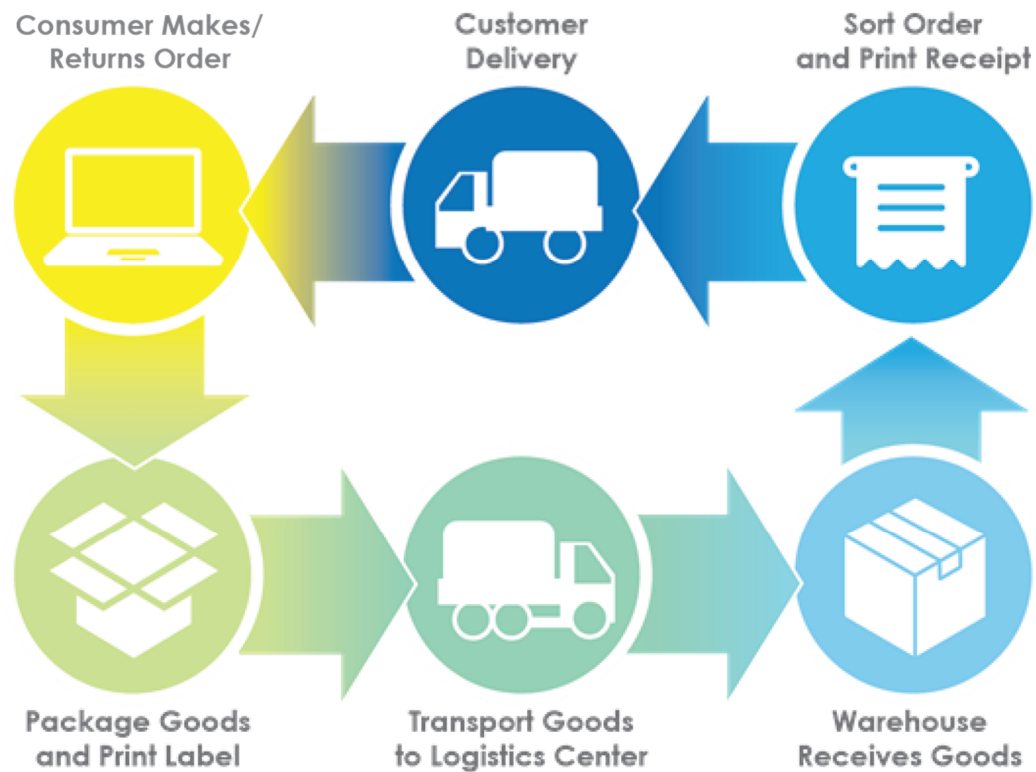 Consumer Makes/
Returns Order
Customer
Delivery
Sort Order
and Print Receipt
Package Goods
and Print Label
Transport Goods
to Logistics Center
Warehouse
Receives Goods